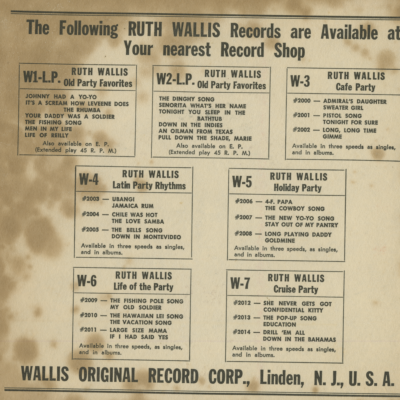 The Following RUTH WALLIS Records are Available at
Your nearest Record Shop
W1-L.P. RUTH WALLIS
Old Party Favorites
JOHNNY HAD A YO-YO
IT'S A SCREAM HOW LEVEENE DOES
THE RHUMBA
YOUR DADDY WAS A SOLDIER
THE FISHING SONG
MEN IN MY LIFE
LIFE OF REILLY
Also available on E. P.
(Extended play 45 R. P. M.)
W2-L.P. RUTH WALLIS
Old Party Favorites
THE DINGHY SONG
SENORITA WHAT'S HER NAME
TONIGHT YOU SLEEP IN THE
BATHTUB
DOWN IN THE INDIES
AN OILMAN FROM TEXAS
PULL DOWN THE SHADE, MARIE
Also available on E. P.
(Extended play 45 R. P. M.)
W-3 RUTH WALLIS
Cafe Party
#2000 — ADMIRAL'S DAUGHTER
SWEATER GIRL
#2001 — PISTOL SONG
TONIGHT FOR SURE
#2002 — LONG, LONG TIME
GIMME
Available in three speeds as singles,
and in albums.
W-4 RUTH WALLIS
Latin Party Rhythms
#2003 — UBANGI
JAMAICA RUM
#2004 — CHILE WAS HOT
THE LOVE SAMBA
#2005 — THE BELLS SONG
DOWN IN MONTEVIDEO
Available in three speeds as singles,
and in albums.
W-5 RUTH WALLIS
Holiday Party
#2006 — 4-F, PAPA
THE COWBOY SONG
#2007 — THE NEW YO-YO SONG
STAY OUT OF MY PANTRY
#2008 — LONG PLAYING DADDY
GOLDMINE
Available in three speeds as singles,
and in albums.
W-6 RUTH WALLIS
Life of the Party
#2009 — THE FISHING POLE SONG
MY OLD SOLDIER
#2010 — THE HAWAIIAN LEI SONG
THE VACATION SONG
#2011 — LARGE SIZE MAMA
IF I HAD SAID YES
Available in three speeds, as singles,
and in albums.
W-7 RUTH WALLIS
Cruise Party
#2012 — SHE NEVER GETS GOT
CONFIDENTIAL KITTY
#2013 — THE POP-UP SONG
EDUCATION
#2014 — DRILL 'EM ALL
DOWN IN THE BAHAMAS
Available in three speeds as singles,
and in albums.
WALLIS ORIGINAL RECORD CORP., Linden, N. J., U. S. A.